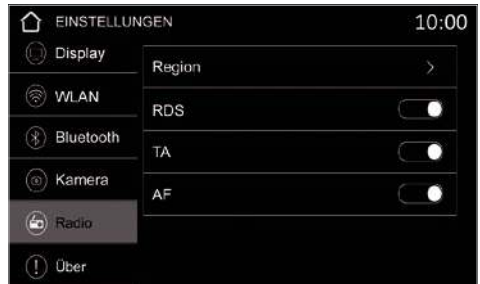 EINSTELLUNGEN
10:00
Display
WLAN
Bluetooth
Kamera
Radio
Über
Region
RDS
TA
AF